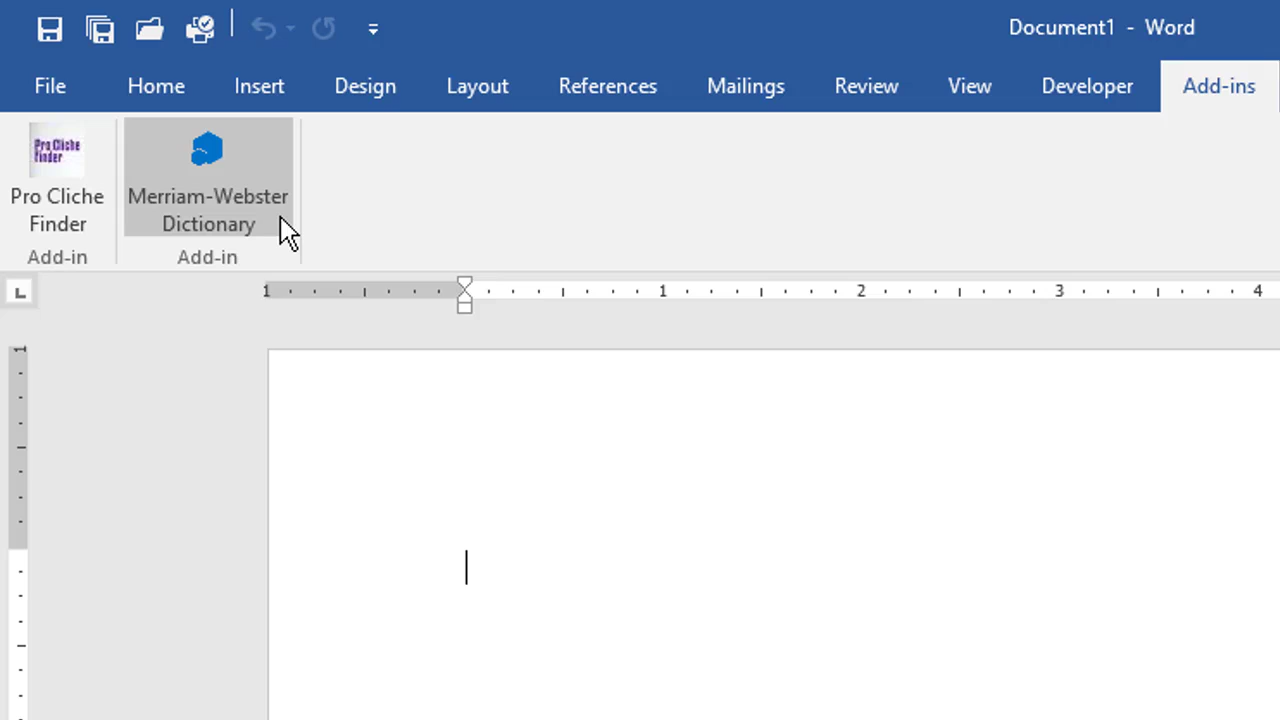 Document1 - Word
File Home Insert Design Layout References Mailings Review View Developer Add-ins
Pro Cliche
finder
Pro Cliche
Finder
Add-in
Merriam-Webster
Dictionary
Add-in
1 1 2 3 4
1